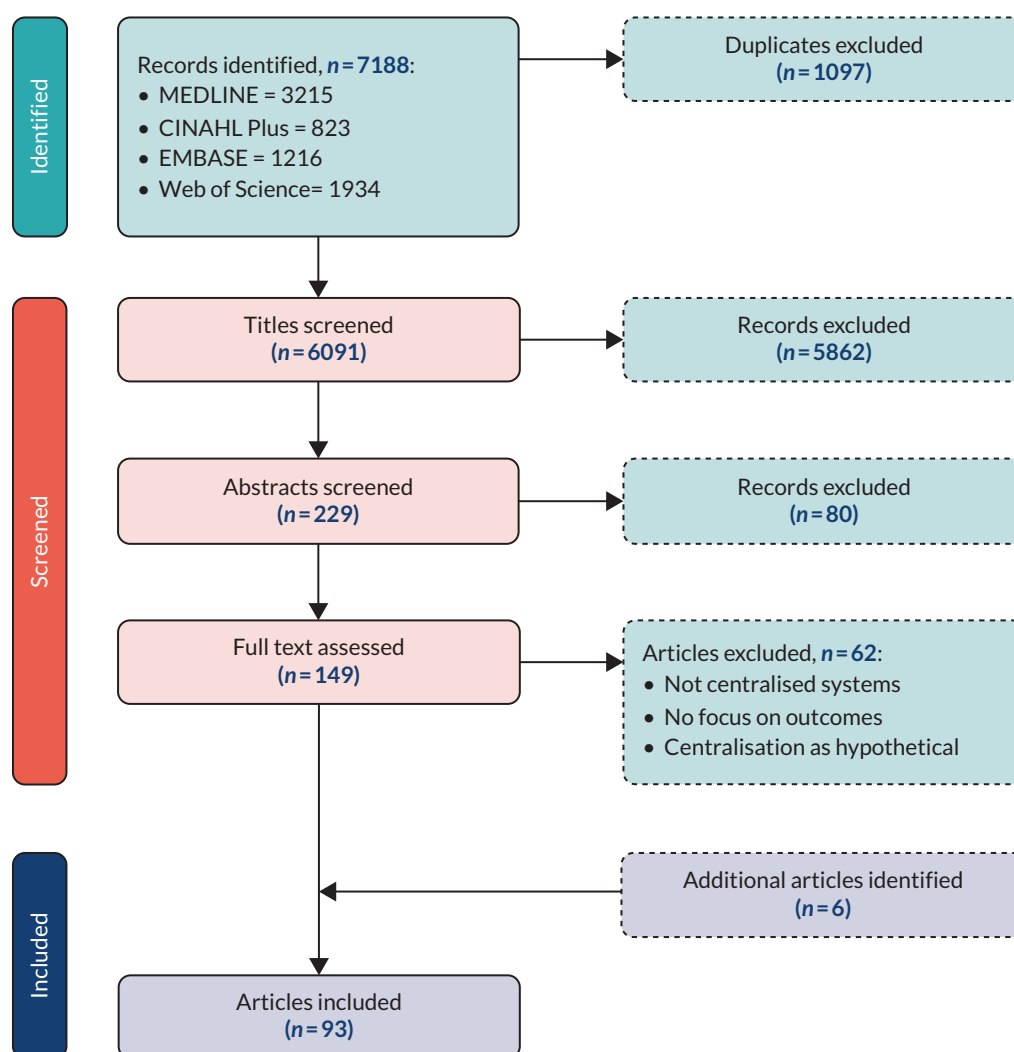 Identified
Records identified, n=7188:
• MEDLINE = 3215
• CINAHL Plus = 823
• EMBASE = 1216
• Web of Science= 1934
Duplicates excluded
(n=1097)
Screened
Titles screened
(n=6091)
Records excluded
(n=5862)
Abstracts screened
(n=229)
Records excluded
(n=80)
Full text assessed
(n=149)
Articles excluded, n=62:
• Not centralised systems
• No focus on outcomes
• Centralisation as hypothetical
Included
Additional articles identified
(n=6)
Articles included
(n=93)